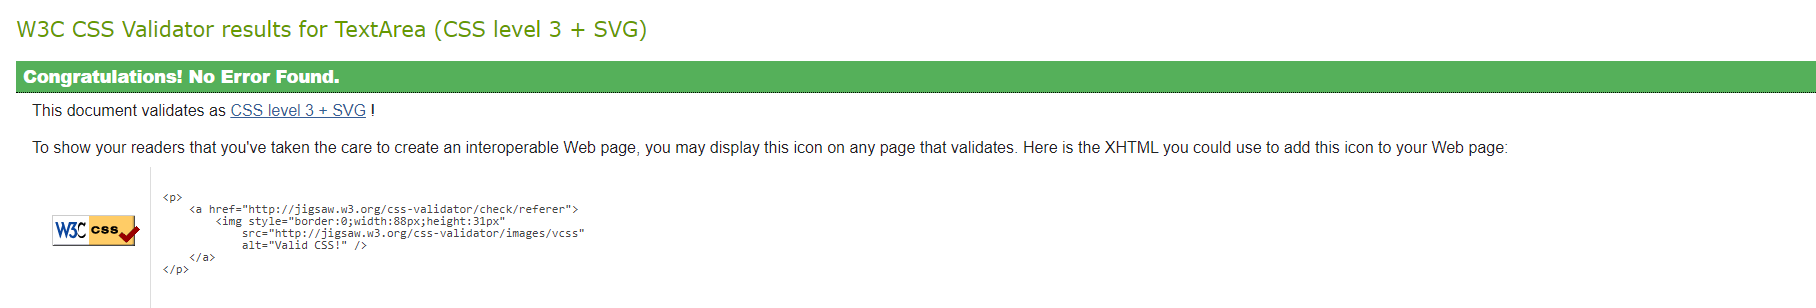 W3C CSS Validator results for TextArea (CSS level 3 + SVG)
Congratulations! No Error Found.
This document validates as CSS level 3 + SVG !
To show your readers that you've taken the care to create an interoperable Web page, you may display this icon on any page that validates. Here is the XHTML you could use to add this icon to your Web page:
W3C css
<p>
    <a href="http://jigsaw.w3.org/css-validator/check/referer">
        <img style="border:0;width:88px;height:31px"
            src="http://jigsaw.w3.org/css-validator/images/vcss"
            alt="Valid CSS!" />
    </a>
</p>